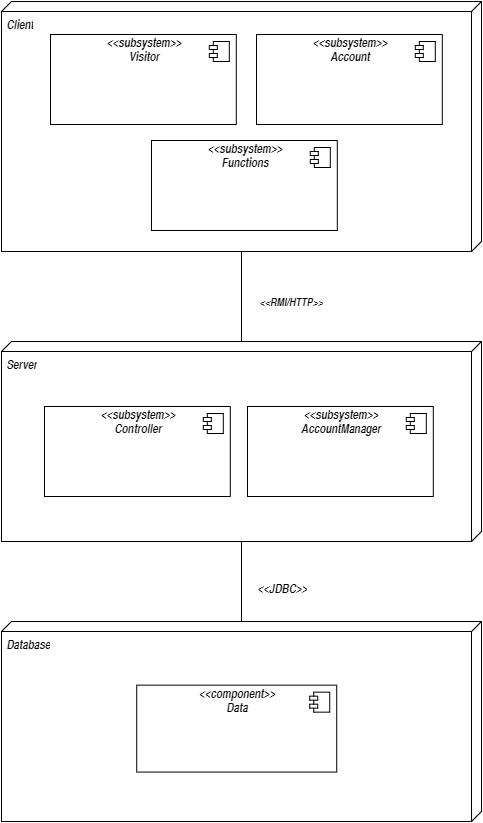 Client
<<subsystem>>
Visitor
<<subsystem>>
Account
<<subsystem>>
Functions
<<RMI/HTTP>>
Server
<<subsystem>>
Controller
<<subsystem>>
AccountManager
<<JDBC>>
Database
<<component>>
Data